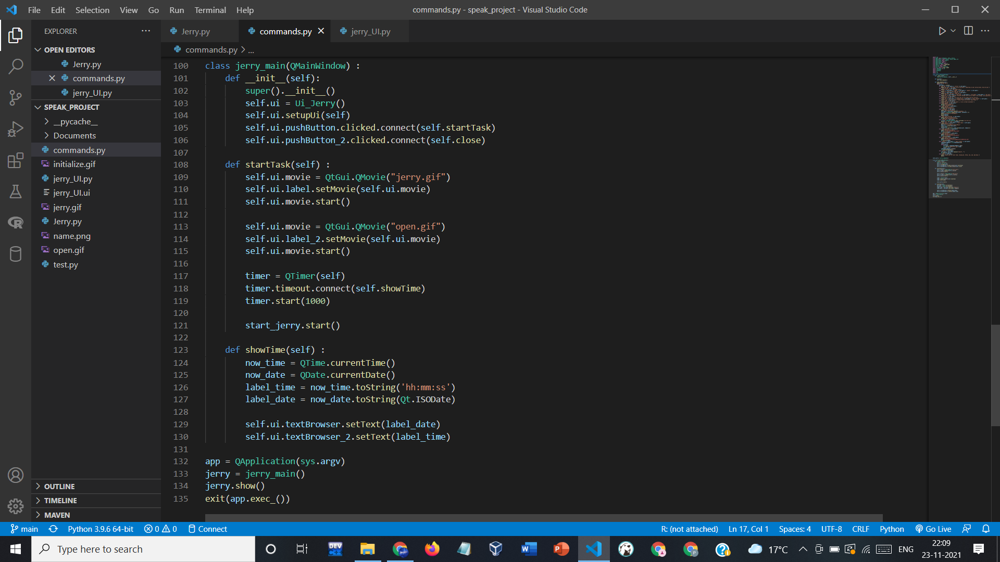 File Edit Selection View Go Run Terminal Help
commands.py - speak_project - Visual Studio Code
EXPLORER
OPEN EDITORS
Jerry.py
commands.py
jerry_UI.py
SPEAK_PROJECT
__pycache__
Documents
commands.py
initialize.gif
jerry_UI.py
jerry_UI.ui
jerry.gif
Jerry.py
name.png
open.gif
test.py
OUTLINE
TIMELINE
MAVEN
Jerry.py commands.py jerry_UI.py
commands.py > ...
100 class jerry_main(QMainWindow) :
101 def __init__(self):
102 super().__init__()
103 self.ui = Ui_Jerry()
104 self.ui.setupUi(self)
105 self.ui.pushButton.clicked.connect(self.startTask)
106 self.ui.pushButton_2.clicked.connect(self.close)
107
108 def startTask(self) :
109 self.ui.movie = QtGui.QMovie("jerry.gif")
110 self.ui.label.setMovie(self.ui.movie)
111 self.ui.movie.start()
112
113 self.ui.movie = QtGui.QMovie("open.gif")
114 self.ui.label_2.setMovie(self.ui.movie)
115 self.ui.movie.start()
116
117 timer = QTimer(self)
118 timer.timeout.connect(self.showTime)
119 timer.start(1000)
120
121 start_jerry.start()
122
123 def showTime(self) :
124 now_time = QTime.currentTime()
125 now_date = QDate.currentDate()
126 label_time = now_time.toString('hh:mm:ss')
127 label_date = now_date.toString(Qt.ISODate)
128
129 self.ui.textBrowser.setText(label_date)
130 self.ui.textBrowser_2.setText(label_time)
131
132 app = QApplication(sys.argv)
133 jerry = jerry_main()
134 jerry.show()
135 exit(app.exec_())
main Python 3.9.6 64-bit 0 0 Connect
R: (not attached) Ln 17, Col 1 Spaces: 4 UTF-8 CRLF Python Go Live
Type here to search
DEV C++
17°C ENG
22:09
23-11-2021